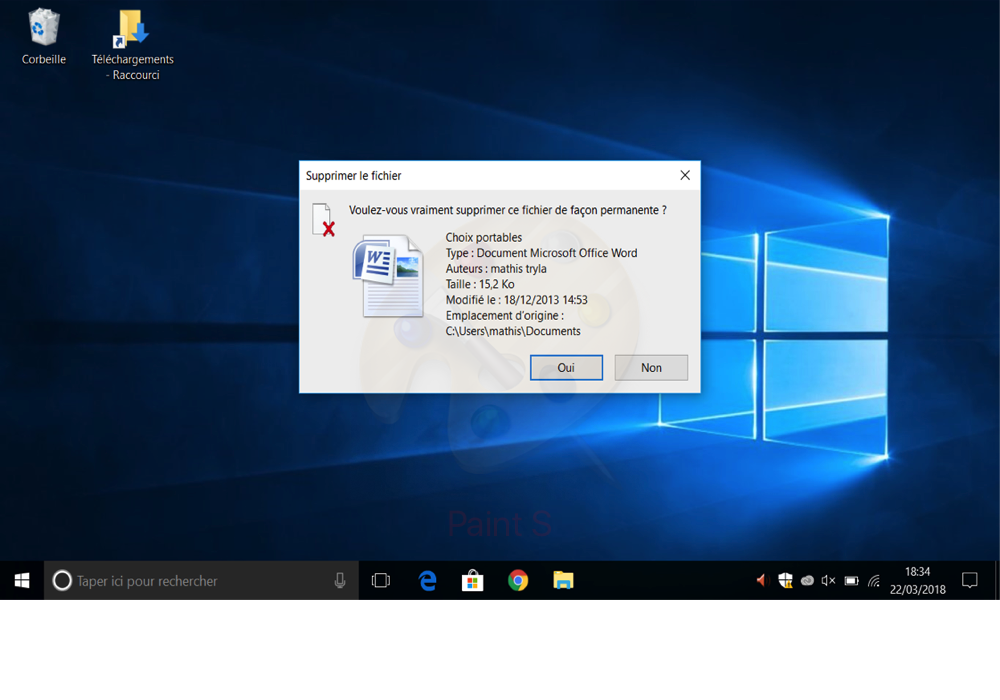 Corbeille
Téléchargements
- Raccourci
Supprimer le fichier
Voulez-vous vraiment supprimer ce fichier de façon permanente ?
Choix portables
Type : Document Microsoft Office Word
Auteurs : mathis tryla
Taille : 15,2 Ko
Modifié le : 18/12/2013 14:53
Emplacement d'origine :
C:\Users\mathis\Documents
Oui
Non
Paint S
Taper ici pour rechercher
18:34
22/03/2018